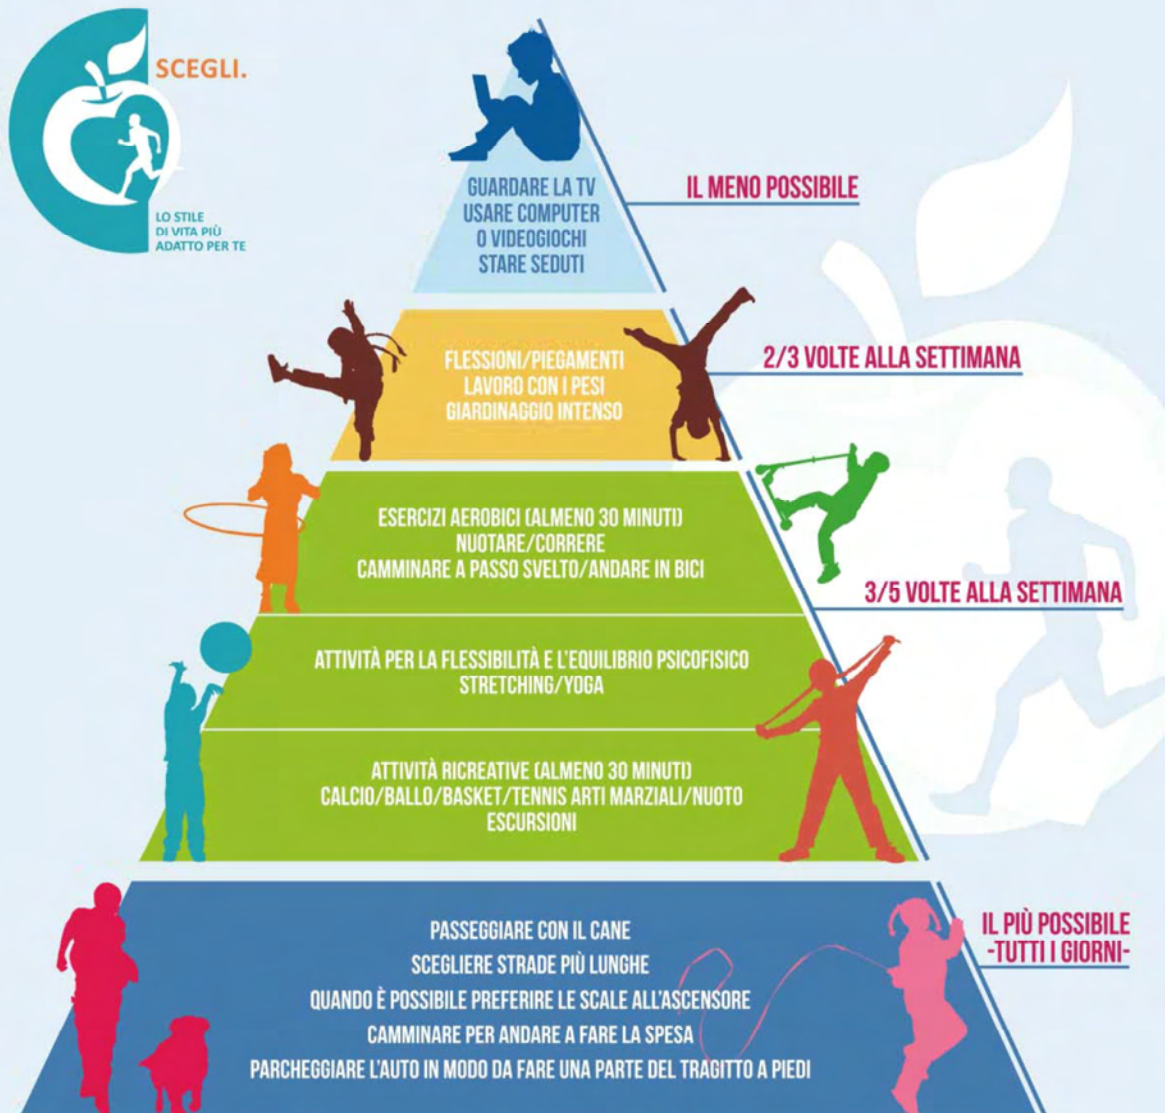 SCEGLI.
LO STILE
DI VITA PIÙ
ADATTO PER TE
GUARDARE LA TV
USARE COMPUTER
O VIDEOGIOCHI
STARE SEDUTI
IL MENO POSSIBILE
FLESSIONI/PIEGAMENTI
LAVORO CON I PESI
GIARDINAGGIO INTENSO
2/3 VOLTE ALLA SETTIMANA
ESERCIZI AEROBICI (ALMENO 30 MINUTI)
NUOTARE/CORRERE
CAMMINARE A PASSO SVELTO/ANDARE IN BICI
3/5 VOLTE ALLA SETTIMANA
ATTIVITÀ PER LA FLESSIBILITÀ E L'EQUILIBRIO PSICOFISICO
STRETCHING/YOGA
ATTIVITÀ RICREATIVE (ALMENO 30 MINUTI)
CALCIO/BALLO/BASKET/TENNIS ARTI MARZIALI/NUOTO
ESCURSIONI
PASSEGGIARE CON IL CANE
SCEGLIERE STRADE PIÙ LUNGHE
QUANDO È POSSIBILE PREFERIRE LE SCALE ALL'ASCENSORE
CAMMINARE PER ANDARE A FARE LA SPESA
PARCHEGGIARE L'AUTO IN MODO DA FARE UNA PARTE DEL TRAGITTO A PIEDI
IL PIÙ POSSIBILE
-TUTTI I GIORNI-